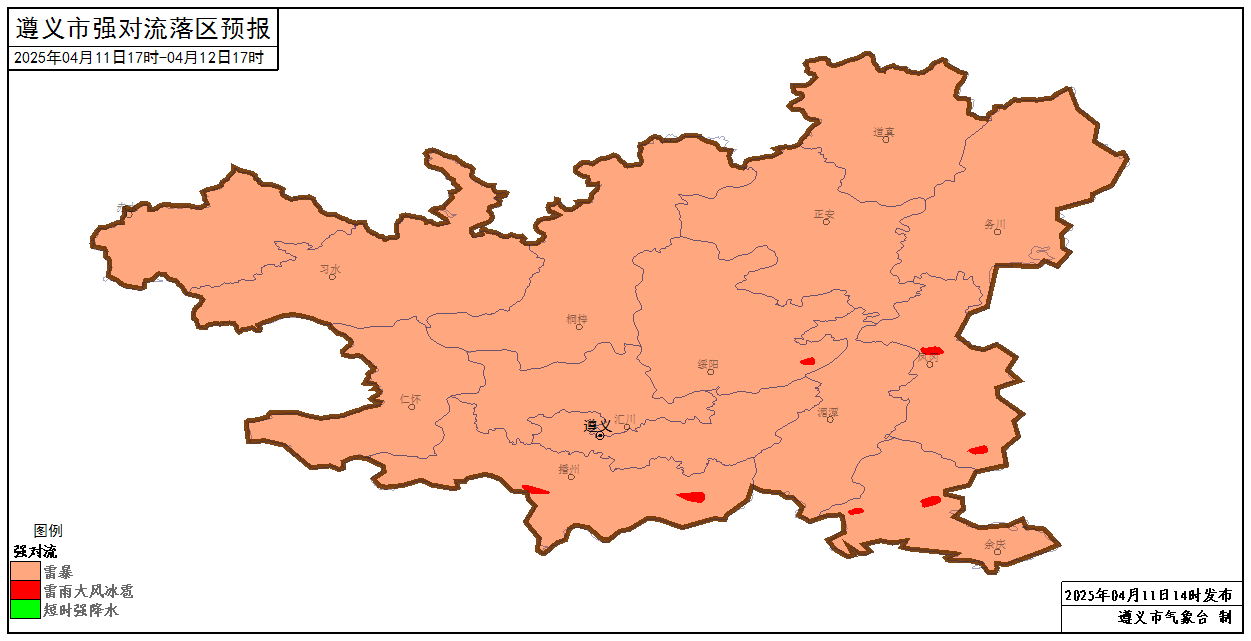 遵义市强对流落区预报
2025年04月11日17时-04月12日17时
道真
赤水
正安
务川
习水
桐梓
绥阳
凤冈
仁怀
湄潭
汇川
遵义
播州
余庆
图例
强对流
雷暴
雷雨大风冰雹
短时强降水
2025年04月11日14时发布
遵义市气象台 制